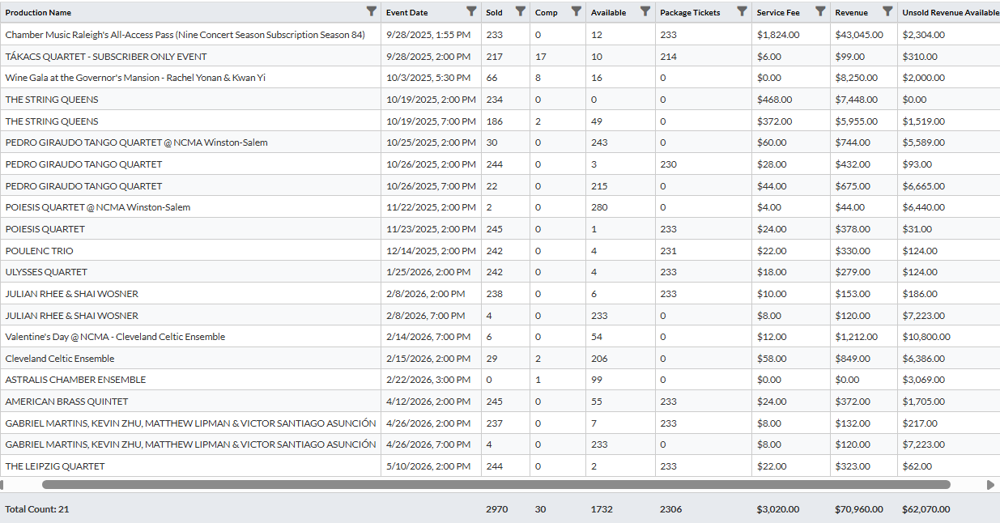 Production Name Event Date Sold Comp Available Package Tickets Service Fee Revenue Unsold Revenue Available
Chamber Music Raleigh's All-Access Pass (Nine Concert Season Subscription Season 84) 9/28/2025, 1:55 PM 233 0 12 233 $1,824.00 $43,045.00 $2,304.00
TÁKACS QUARTET - SUBSCRIBER ONLY EVENT 9/28/2025, 2:00 PM 217 17 10 214 $6.00 $99.00 $310.00
Wine Gala at the Governor's Mansion - Rachel Yonan & Kwan Yi 10/3/2025, 5:30 PM 66 8 16 0 $0.00 $8,250.00 $2,000.00
THE STRING QUEENS 10/19/2025, 2:00 PM 234 0 0 0 $468.00 $7,448.00 $0.00
THE STRING QUEENS 10/19/2025, 7:00 PM 186 2 49 0 $372.00 $5,955.00 $1,519.00
PEDRO GIRAUDO TANGO QUARTET @ NCMA Winston-Salem 10/25/2025, 2:00 PM 30 0 243 0 $60.00 $744.00 $5,589.00
PEDRO GIRAUDO TANGO QUARTET 10/26/2025, 2:00 PM 244 0 3 230 $28.00 $432.00 $93.00
PEDRO GIRAUDO TANGO QUARTET 10/26/2025, 7:00 PM 22 0 215 0 $44.00 $675.00 $6,665.00
POIESIS QUARTET @ NCMA Winston-Salem 11/22/2025, 2:00 PM 2 0 280 0 $4.00 $44.00 $6,440.00
POIESIS QUARTET 11/23/2025, 2:00 PM 245 0 1 233 $24.00 $378.00 $31.00
POULENC TRIO 12/14/2025, 2:00 PM 242 0 4 231 $22.00 $330.00 $124.00
ULYSSES QUARTET 1/25/2026, 2:00 PM 242 0 4 233 $18.00 $279.00 $124.00
JULIAN RHEE & SHAI WOSNER 2/8/2026, 2:00 PM 238 0 6 233 $10.00 $153.00 $186.00
JULIAN RHEE & SHAI WOSNER 2/8/2026, 7:00 PM 4 0 233 0 $8.00 $120.00 $7,223.00
Valentine's Day @ NCMA - Cleveland Celtic Ensemble 2/14/2026, 7:00 PM 6 0 54 0 $12.00 $1,212.00 $10,800.00
Cleveland Celtic Ensemble 2/15/2026, 2:00 PM 29 2 206 0 $58.00 $849.00 $6,386.00
ASTRALIS CHAMBER ENSEMBLE 2/22/2026, 3:00 PM 0 1 99 0 $0.00 $0.00 $3,069.00
AMERICAN BRASS QUINTET 4/12/2026, 2:00 PM 245 0 55 233 $24.00 $372.00 $1,705.00
GABRIEL MARTINS, KEVIN ZHU, MATTHEW LIPMAN & VICTOR SANTIAGO ASUNCIÓN 4/26/2026, 2:00 PM 237 0 7 233 $8.00 $132.00 $217.00
GABRIEL MARTINS, KEVIN ZHU, MATTHEW LIPMAN & VICTOR SANTIAGO ASUNCIÓN 4/26/2026, 7:00 PM 4 0 233 0 $8.00 $120.00 $7,223.00
THE LEIPZIG QUARTET 5/10/2026, 2:00 PM 244 0 2 233 $22.00 $323.00 $62.00
Total Count: 21 2970 30 1732 2306 $3,020.00 $70,960.00 $62,070.00